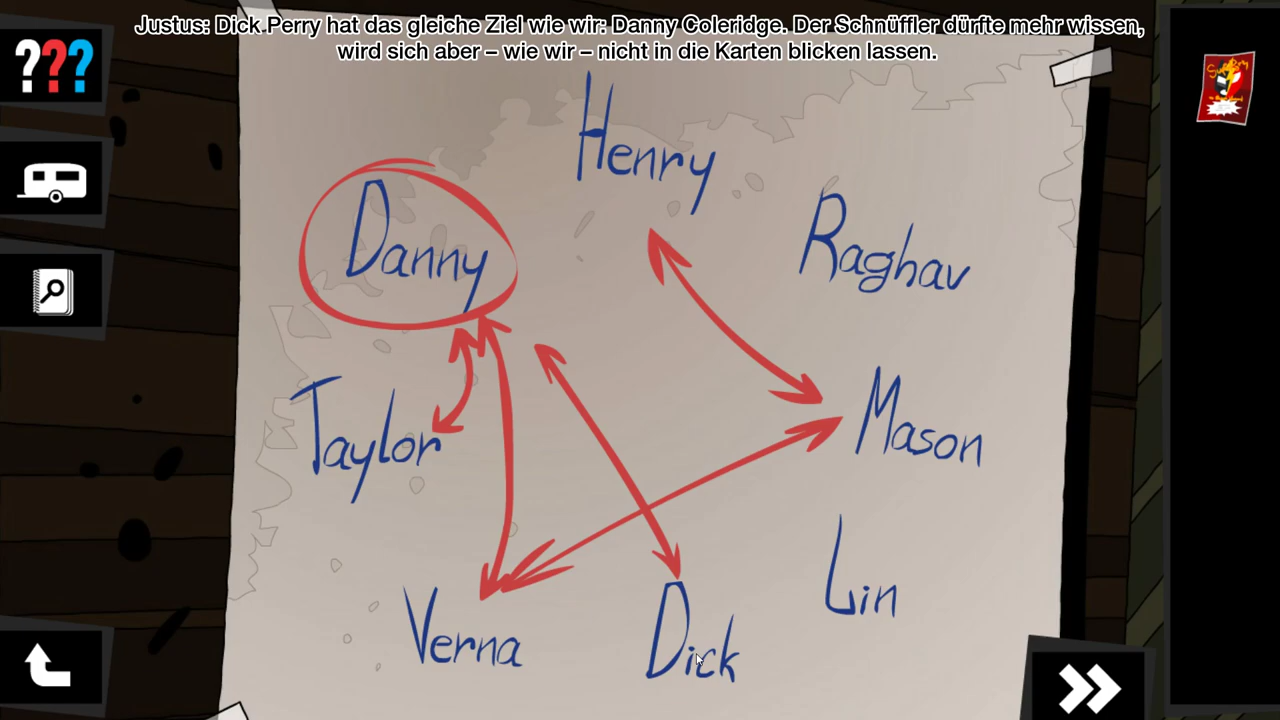 Justus: Dick Perry hat das gleiche Ziel wie wir: Danny Coleridge. Der Schnüffler dürfte mehr wissen,
wird sich aber – wie wir – nicht in die Karten blicken lassen.
???
Henry
Danny
Raghav
Taylor
Mason
Lin
Verna
Dick